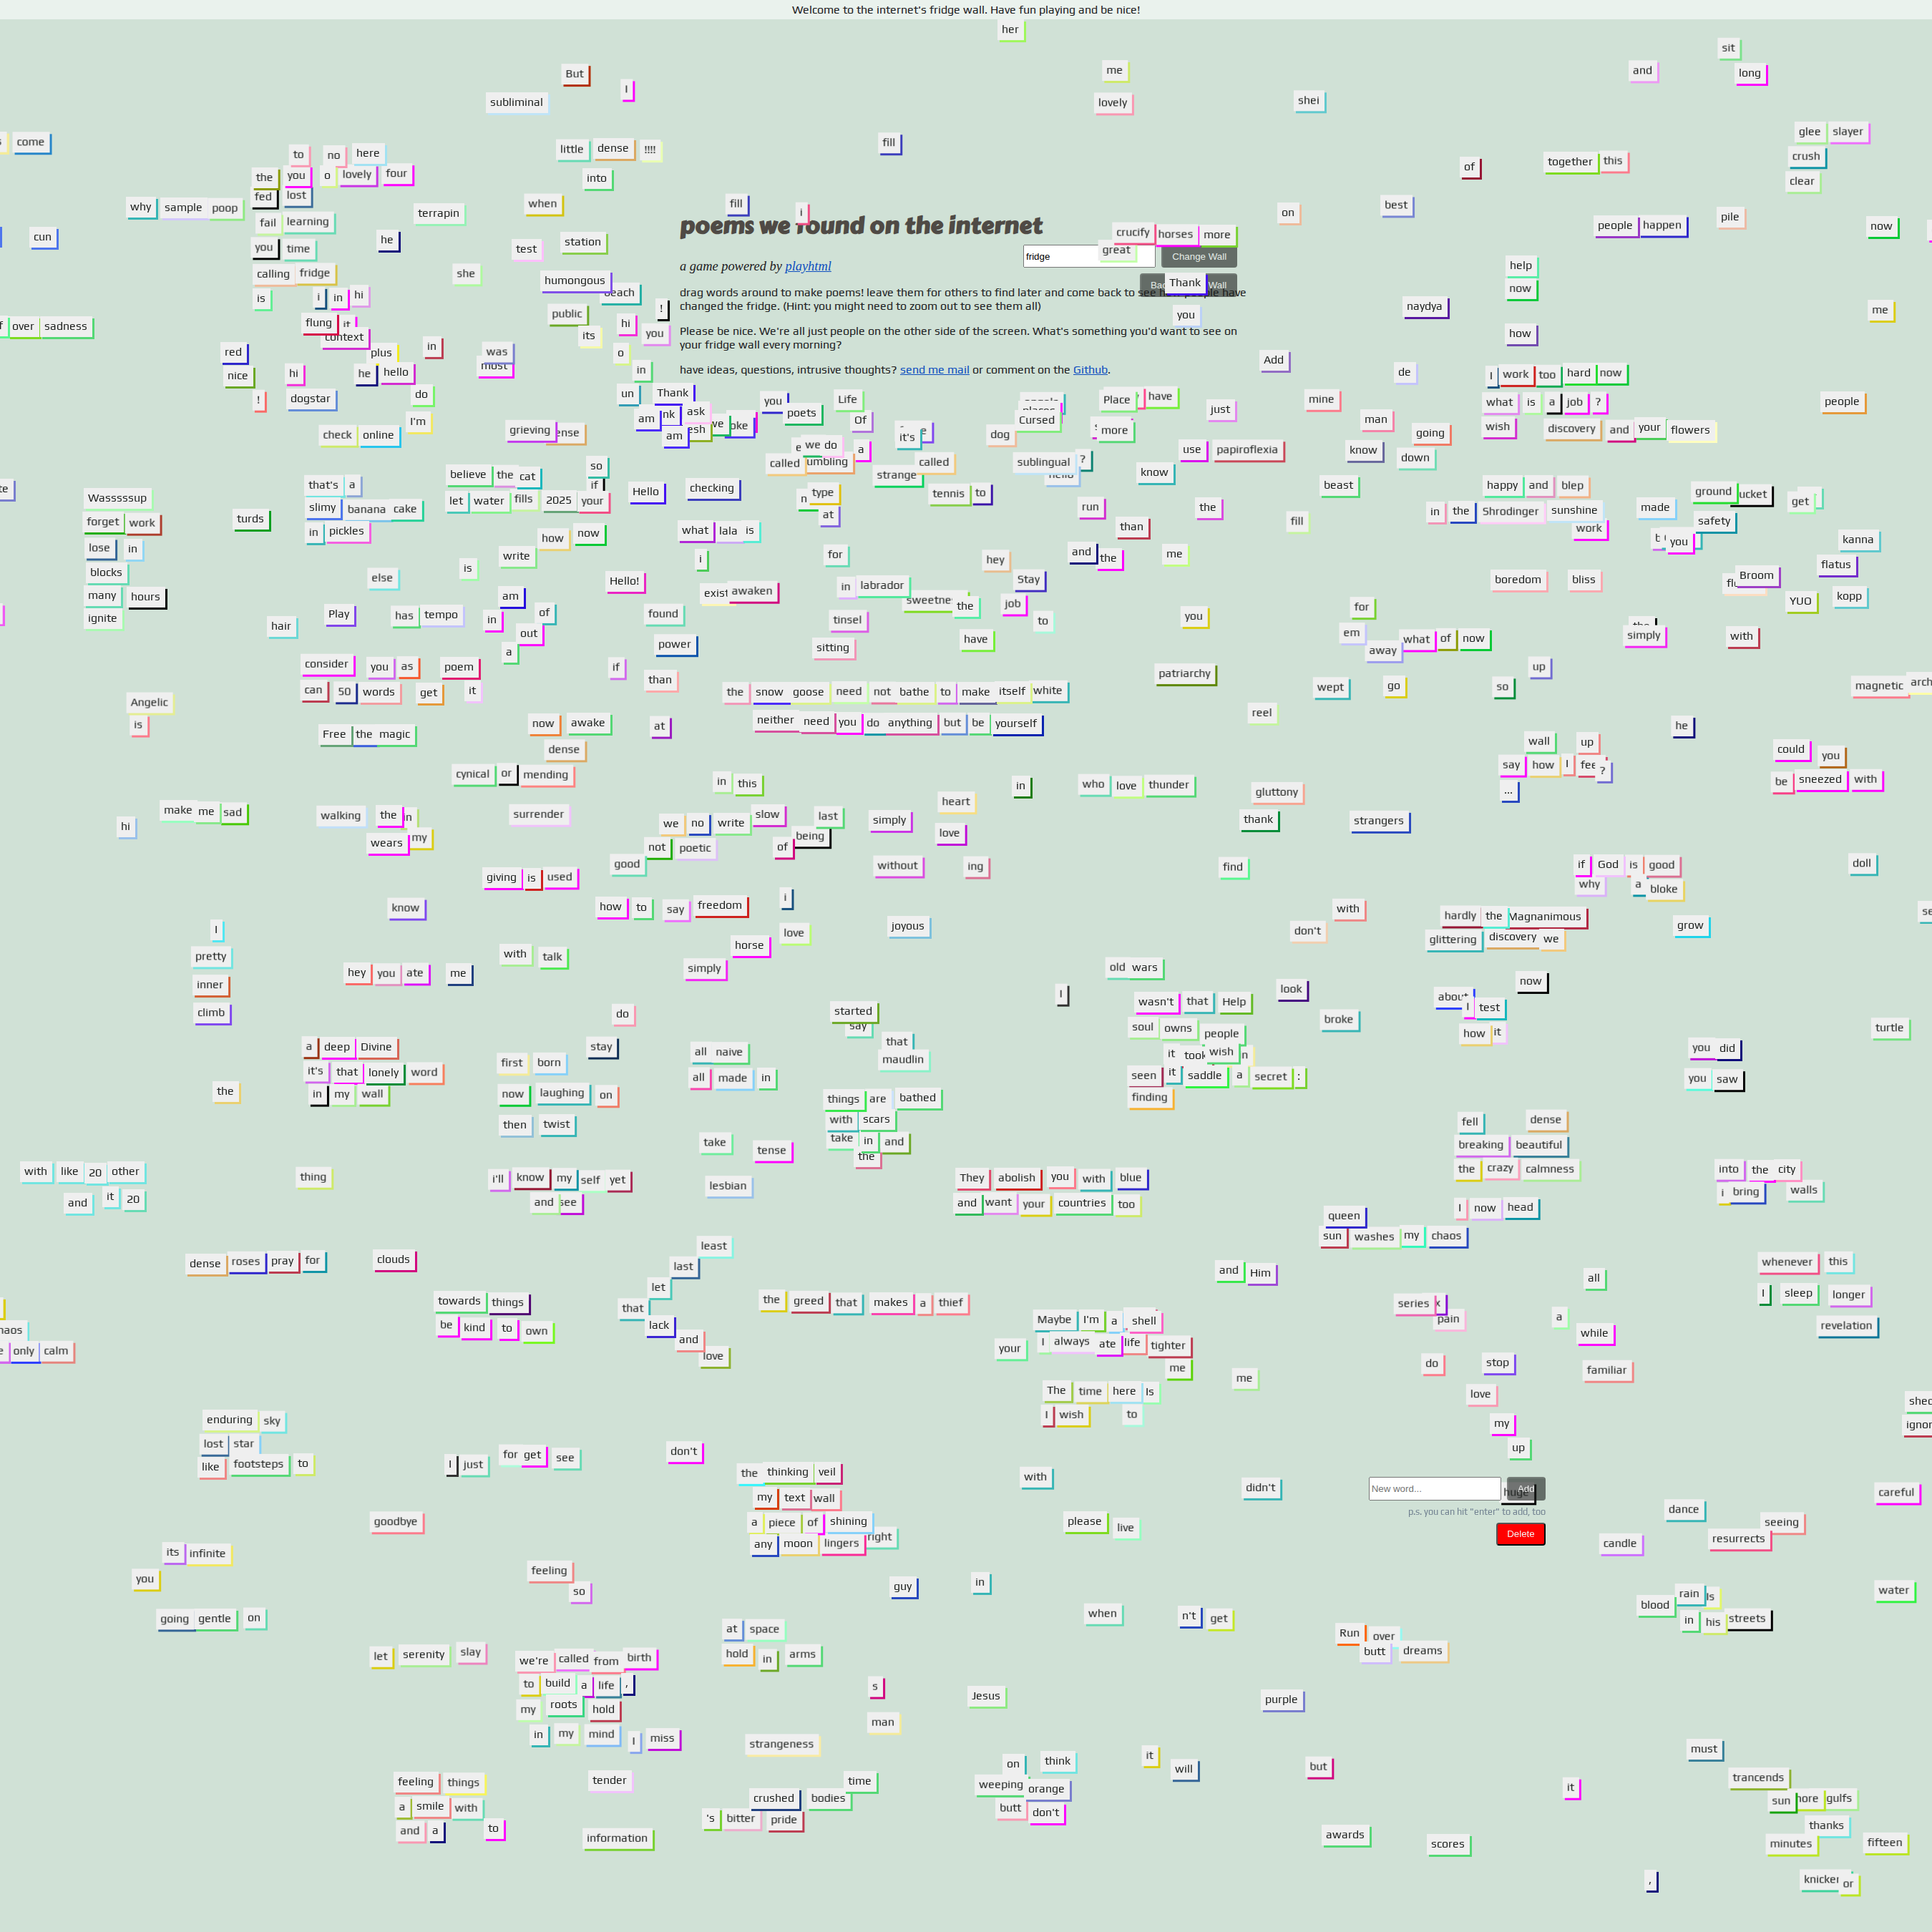 Welcome to the internet's fridge wall. Have fun playing and be nice!
her
sit
But
me
and
long
I
subliminal
lovely
shei
come
fill
glee slayer
little dense !!!!
to no here
together this
crush
the you o lovely four
into
of
clear
fed lost
why sample poop
when
fill
i
on
best
pile
fail learning
terrapin
poems we found on the internet
people happen
now
cun
he
test
station
crucify horses more
you time
fridge
great
Change Wall
calling fridge
she
humongous
a game powered by playhtml
help
Thank
is
i in hi
beach
drag words around to make poems! leave them for others to find later and come back to see how people have
changed the fridge. (Hint: you might need to zoom out to see them all)
now
naydya
me
public
!
you
over sadness
flung it
hi
its
you
Please be nice. We're all just people on the other side of the screen. What's something you'd want to see on
your fridge wall every morning?
how
context
red
plus
in
was
most
o
Add
nice
hi
he hello
in
have ideas, questions, intrusive thoughts? send me mail or comment on the Github.
de
I work too hard now
!
dogstar
do
un
Thank
you
Life
Place have
mine
what is a job ?
people
I'm
am
ask
poets
Of
Cursed
just
man
check online
grieving
am
we
it's
dog
more
going
wish discovery and your flowers
we do
a
use papiroflexia
know
down
believe the cat
so
called
called
sublingual ?
know
that's a
if
strange
beast
happy and blep
Wasssssup
let water fills 2025 your
Hello
checking
type
tennis to
ground
get
slimy banana cake
at
run
the
in the Shrodinger sunshine
made
forget work
turds
in pickles
what lala is
than
fill
work
safety
lose in
how now
you
kanna
write
i
for
hey
and the
me
blocks
else
is
Hello!
in labrador
Stay
boredom bliss
Broom
flatus
many hours
am
exist awaken
the
job
YUO
kopp
ignite
Play
has tempo
in
of
found
tinsel
to
you
for
hair
out
have
em
what of now
simply
with
a
power
sitting
away
consider you as poem
if
than
patriarchy
up
can 50 words get it
the snow goose need not bathe to make itself white
wept
go
so
magnetic
Angelic
reel
is
now awake
at
neither need you do anything but be yourself
he
Free the magic
dense
wall up
could you
cynical or mending
in this
in
who love thunder
say how I
?
be sneezed with
gluttony
...
make me sad
walking the
surrender
heart
hi
we no write slow
last
simply
thank
strangers
wears my
being
love
not poetic
of
good
without
ing
find
if God is good
doll
giving is used
why a bloke
know
how to say freedom
i
with
hardly the Magnanimous
I
love
joyous
don't
grow
glittering discovery we
pretty
with talk
horse
simply
old wars
hey you ate me
now
inner
I
look
about
climb
do
started
wasn't that Help
I test
say
soul owns people
broke
how it
turtle
a deep Divine
stay
that
you did
all naive
maudlin
it took wish
it's that lonely word
first born
all made in
seen it saddle a secret :
you saw
the
in my wall
now laughing on
things are bathed
finding
with scars
then twist
fell
dense
take
take in and
breaking beautiful
tense
the
with like 20 other
thing
the crazy calmness
into the city
i'll know my self yet
They abolish you with blue
lesbian
i bring walls
and it 20
and see
and want your countries too
I now head
queen
sun washes my chaos
least
dense roses pray for
clouds
last
and Him
whenever this
let
all
towards things
that
the greed that makes a thief
series
I sleep longer
be kind to own
lack
Maybe I'm a shell
pain
a
while
revelation
and
your
I always ate life tighter
only calm
love
me
do
stop
familiar
me
The time here Is
love
enduring sky
I wish
to
my
lost star
up
I just
for get see
don't
like footsteps to
the thinking veil
with
didn't
New word...
Add
careful
my text wall
p.s. you can hit "enter" to add, too
dance
goodbye
a piece of shining
please live
seeing
Delete
resurrects
any moon lingers
right
candle
its infinite
feeling
you
so
guy
in
rain
water
blood
going gentle on
when
n't get
in his streets
at space
Run over
let serenity slay
hold in arms
butt dreams
we're called from birth
to build a life ,
s
Jesus
purple
my roots hold
man
in my mind I miss
strangeness
on think
it
must
feeling things
tender
time
weeping orange
will
but
it
trancends
crushed bodies
sun
gulfs
a smile with
butt don't
's bitter pride
thanks
and a to
information
awards
scores
minutes
fifteen
,
or